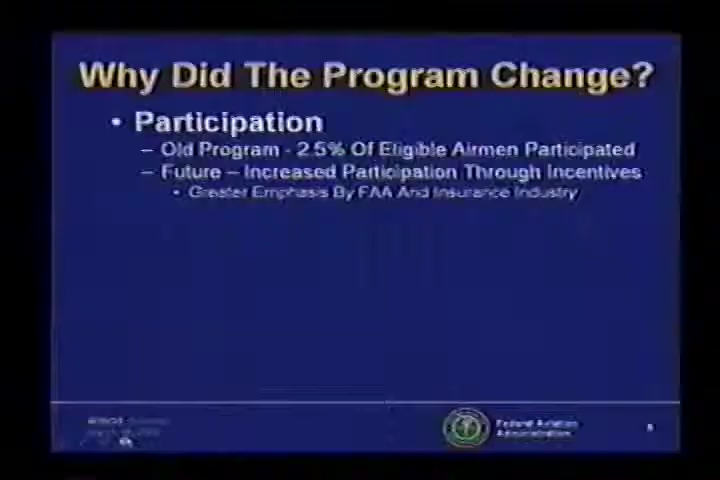 Why Did The Program Change?
• Participation
– Old Program - 2.5% Of Eligible Airmen Participated
– Future – Increased Participation Through Incentives
• Greater Emphasis By FAA And Insurance Industry
Federal Aviation
Administration